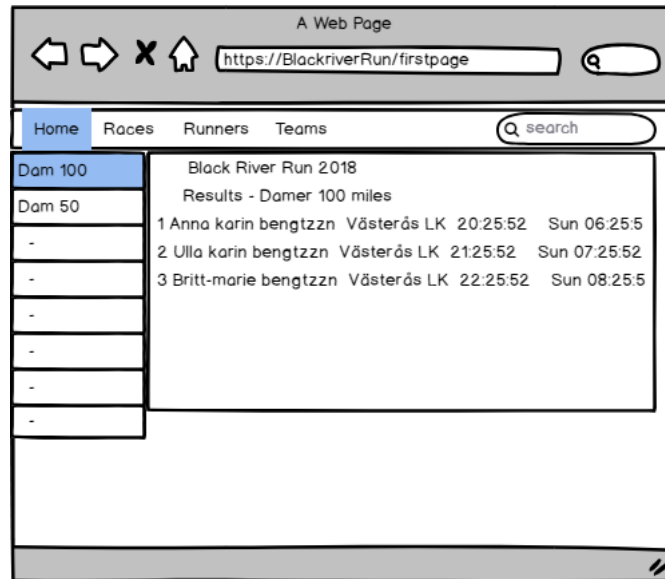 A Web Page
https://BlackriverRun/firstpage
Home Races Runners Teams search
Dam 100
Dam 50
-
-
-
-
-
-
Black River Run 2018
Results - Damer 100 miles
1 Anna karin bengtzzn Västerås LK 20:25:52 Sun 06:25:5
2 Ulla karin bengtzzn Västerås LK 21:25:52 Sun 07:25:52
3 Britt-marie bengtzzn Västerås LK 22:25:52 Sun 08:25:5